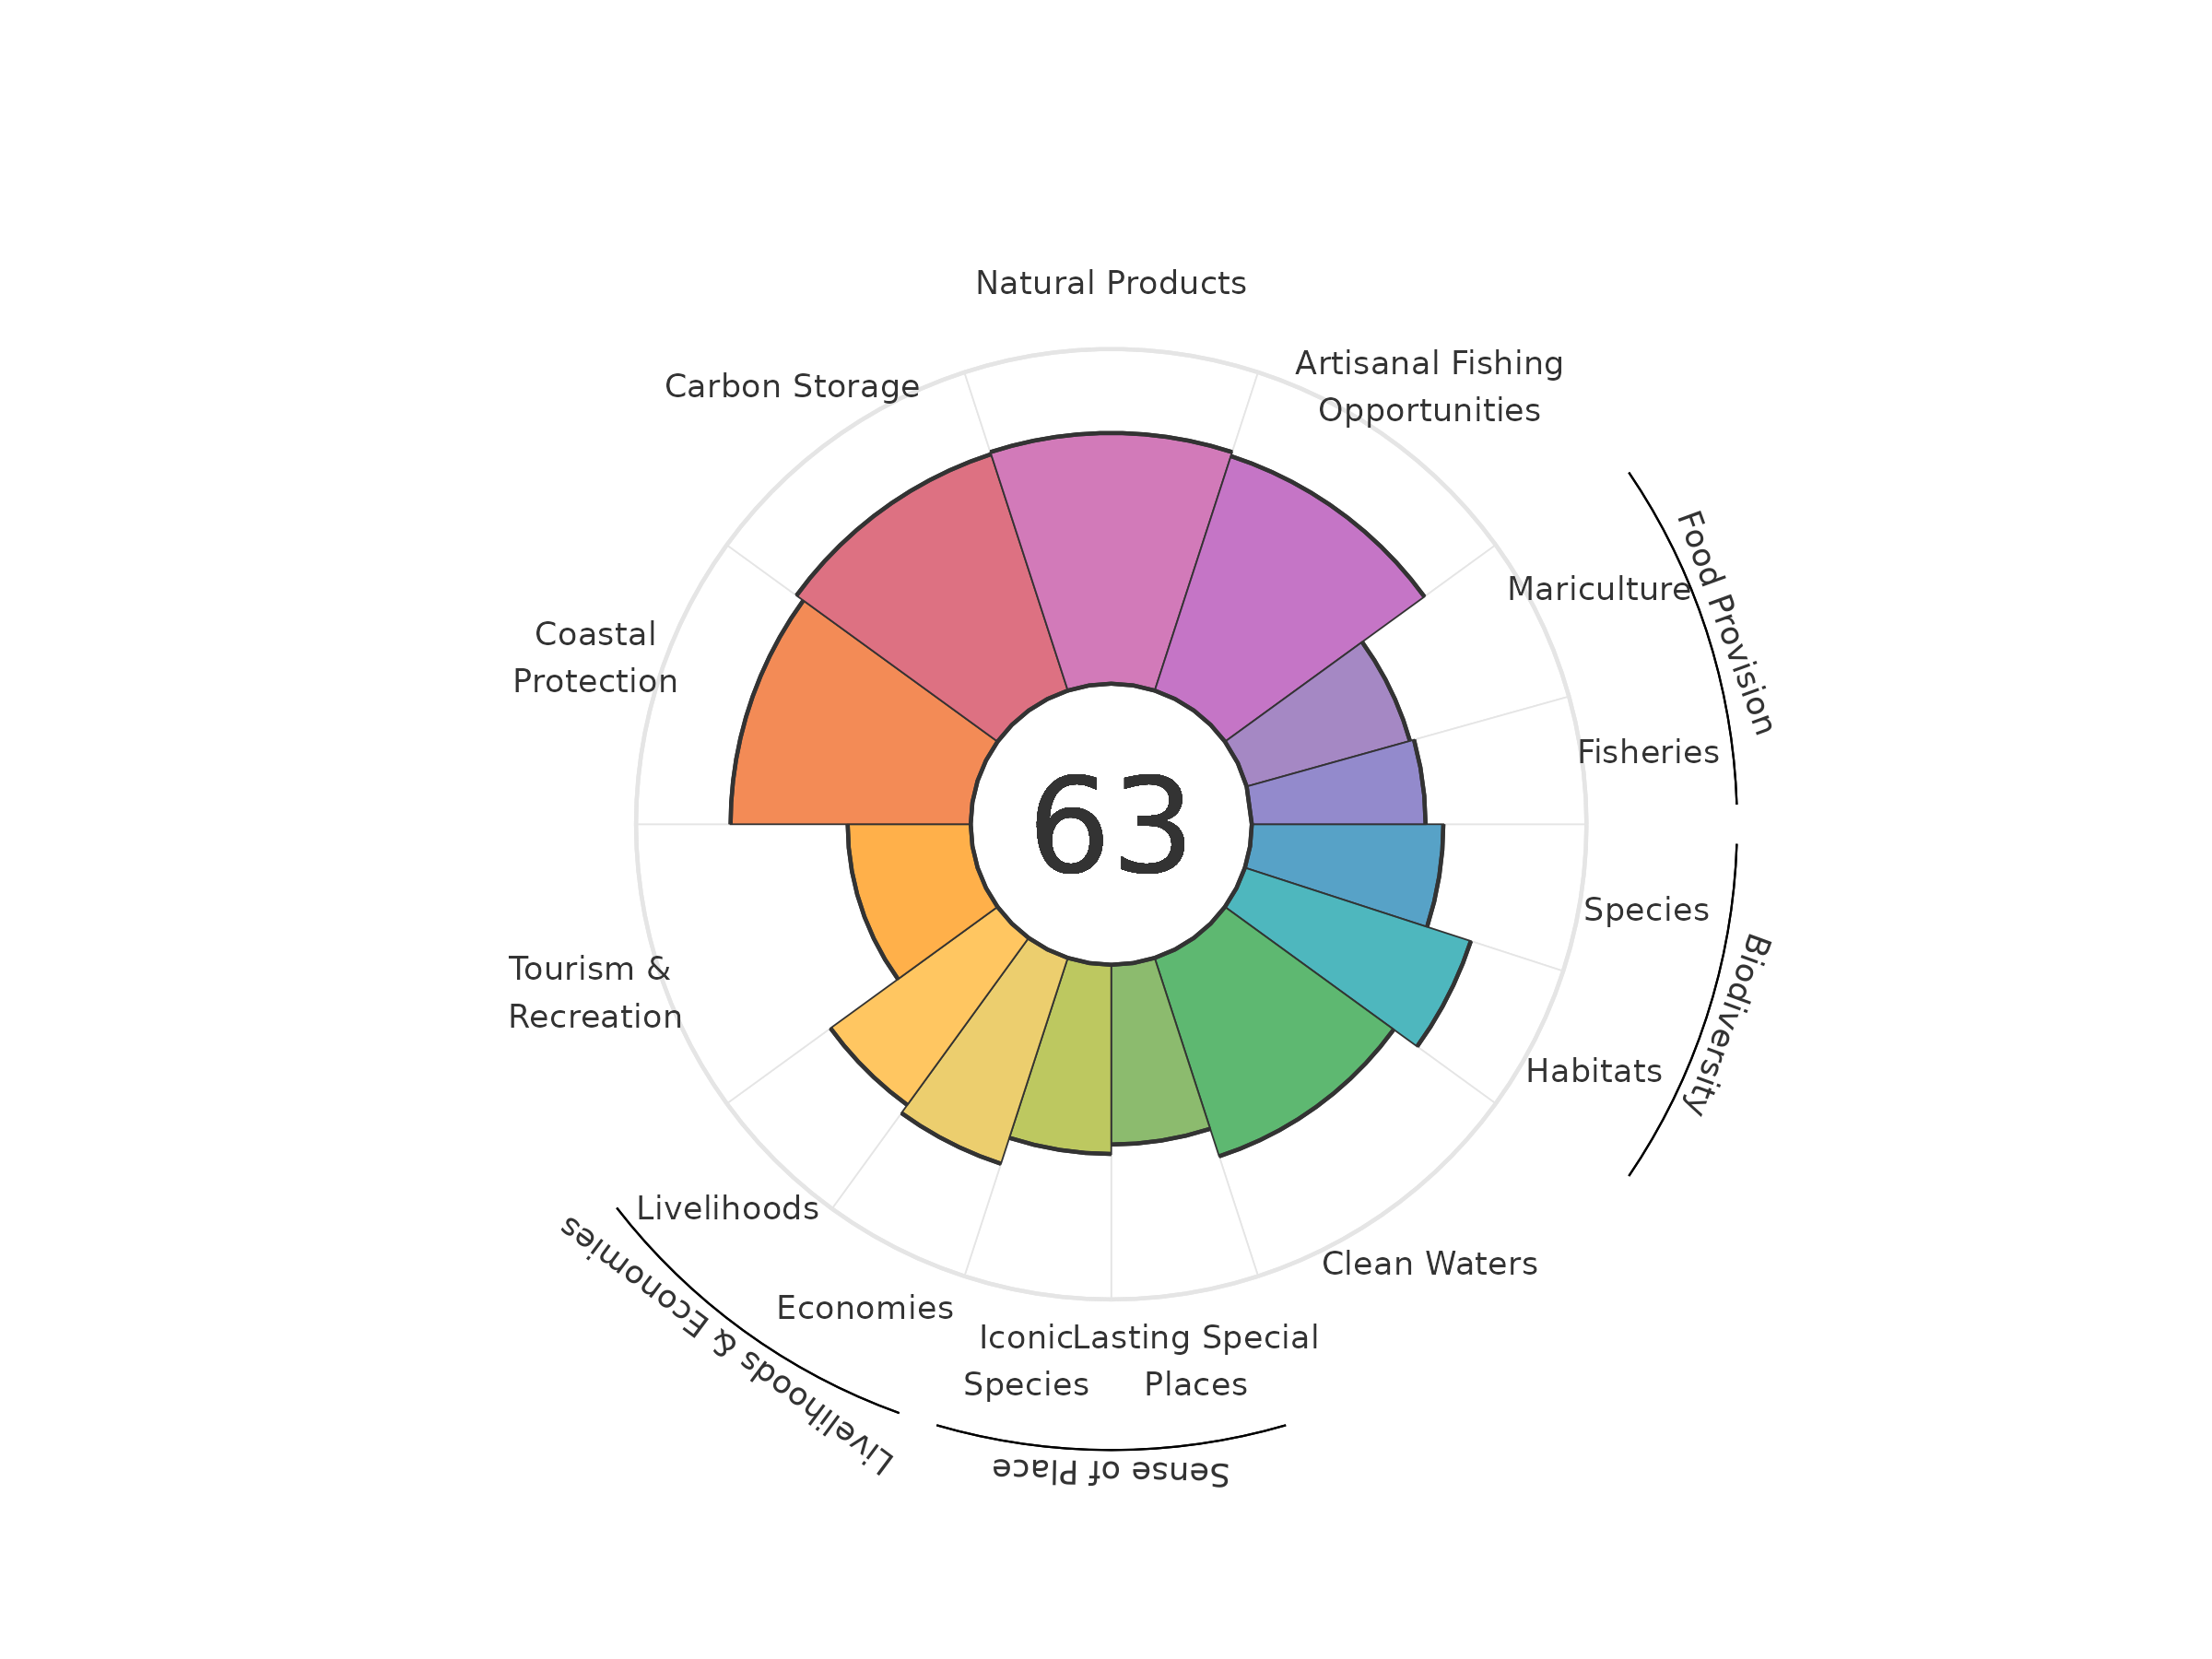 Natural Products
Artisanal Fishing
Opportunities
Carbon Storage
Food Provision
Mariculture
Coastal
Protection
Fisheries
63
Species
Biodiversity
Tourism &
Recreation
Habitats
Livelihoods
Clean Waters
Livelihoods & Economies
Economies
Iconic
Species
Lasting Special
Places
Sense of Place